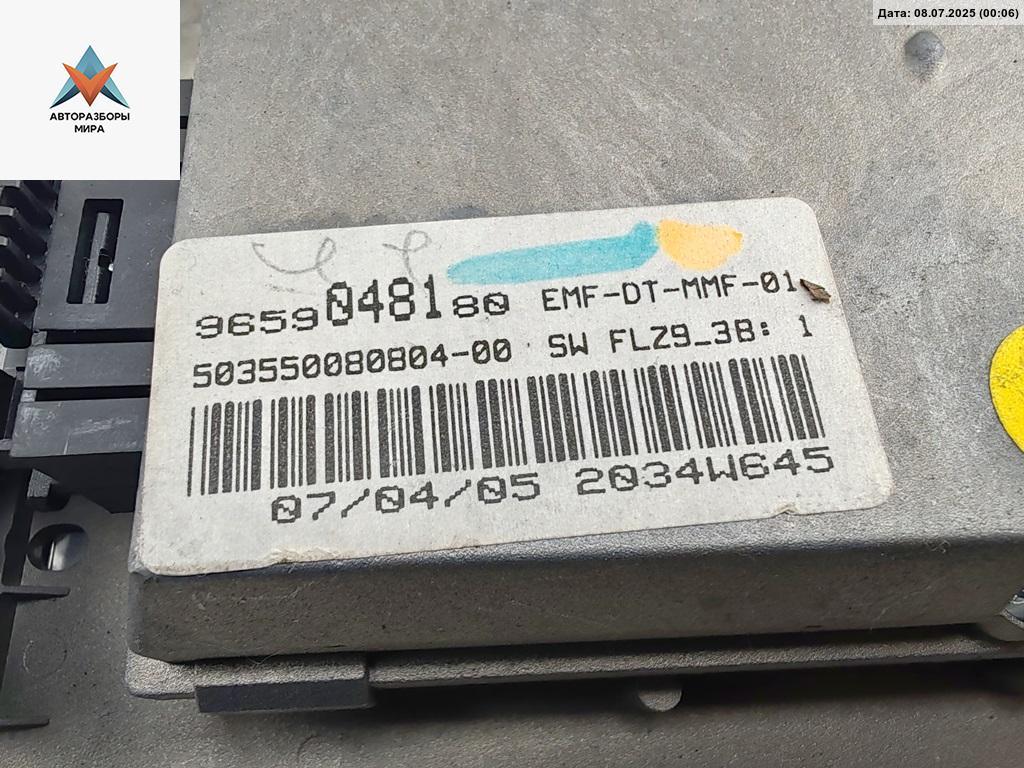 Дата: 08.07.2025 (00:06)
АВТОРАЗБОРЫ
МИРА
9659048180 EMF-DT-MMF-01
503550080804-00 SW FLZ9_3B: 1
07/04/05 2034W645